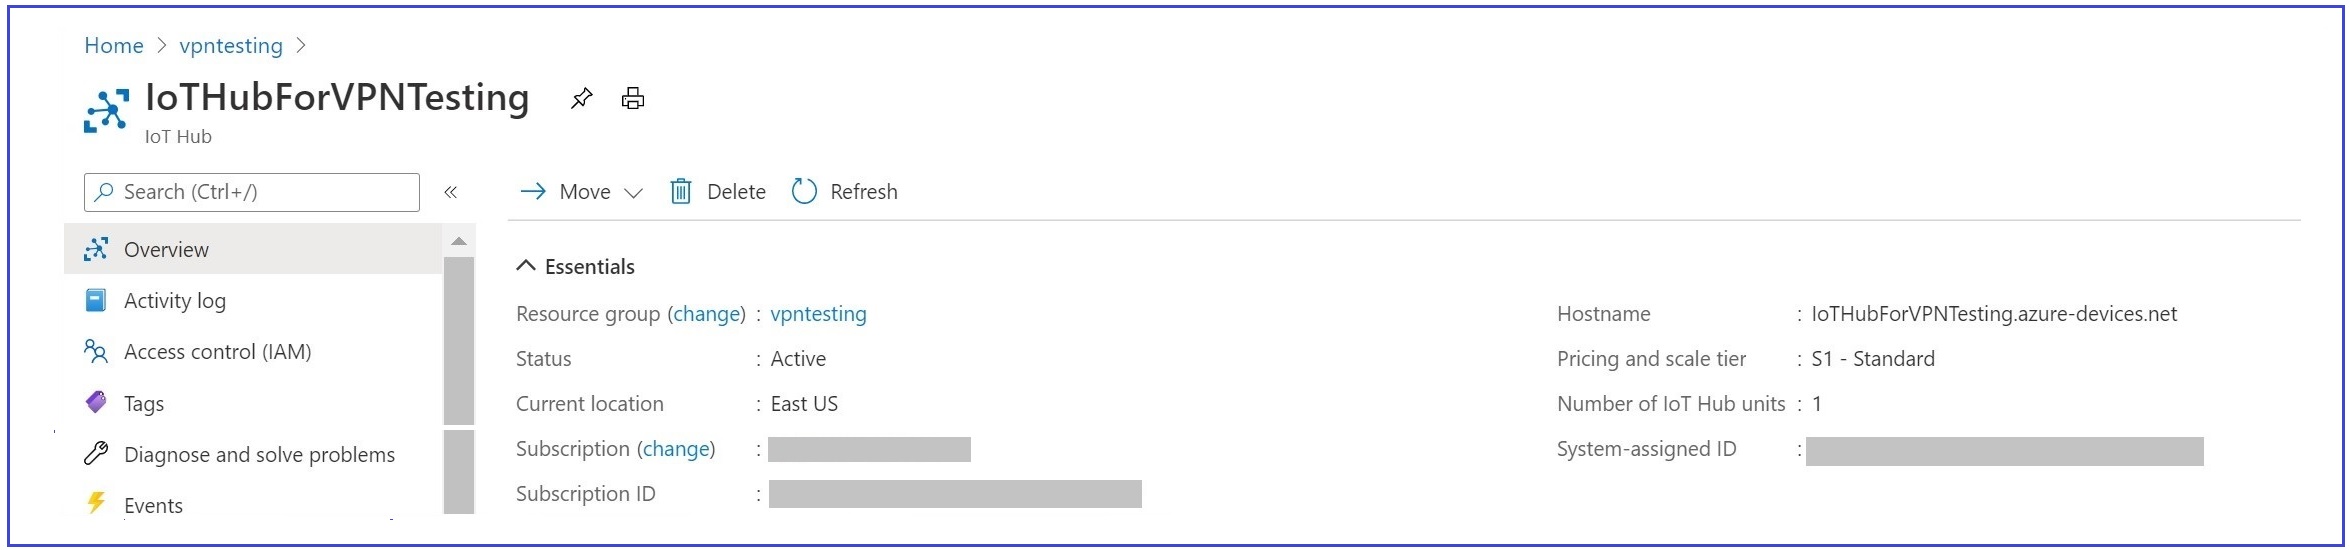 Home > vpntesting >
IoTHubForVPNTesting
IoT Hub
Search (Ctrl+/)
«
Move
Delete
Refresh
Overview
Activity log
Access control (IAM)
Tags
Diagnose and solve problems
Events
Essentials
Resource group (change) : vpntesting
Status : Active
Current location : East US
Subscription (change) :
Subscription ID :
Hostname : IoTHubForVPNTesting.azure-devices.net
Pricing and scale tier : S1 - Standard
Number of IoT Hub units : 1
System-assigned ID :